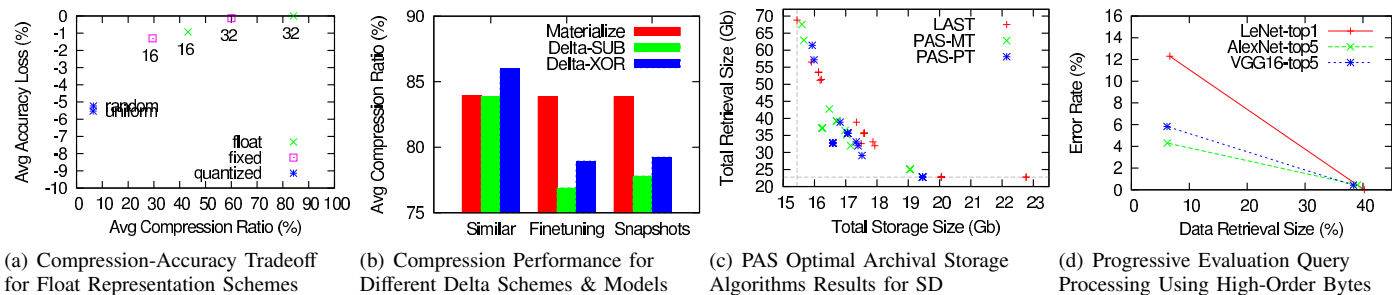 Avg Accuracy Loss (%)
0
-1
-2
-3
-4
-5
-6
-7
-8
-9
-10
16
16
32
32
random
uniform
float
fixed
quantized
0 10 20 30 40 50 60 70 80 90 100
Avg Compression Ratio (%)
(a) Compression-Accuracy Tradeoff
for Float Representation Schemes
Avg Compression Ratio (%)
90
85
80
75
Materialize
Delta-SUB
Delta-XOR
Similar Finetuning Snapshots
(b) Compression Performance for
Different Delta Schemes & Models
Total Retrieval Size (Gb)
70
65
60
55
50
45
40
35
30
25
20
LAST
PAS-MT
PAS-PT
15 16 17 18 19 20 21 22 23
Total Storage Size (Gb)
(c) PAS Optimal Archival Storage
Algorithms Results for SD
Error Rate (%)
16
14
12
10
8
6
4
2
0
LeNet-top1
AlexNet-top5
VGG16-top5
0 10 20 30 40
Data Retrieval Size (%)
(d) Progressive Evaluation Query
Processing Using High-Order Bytes